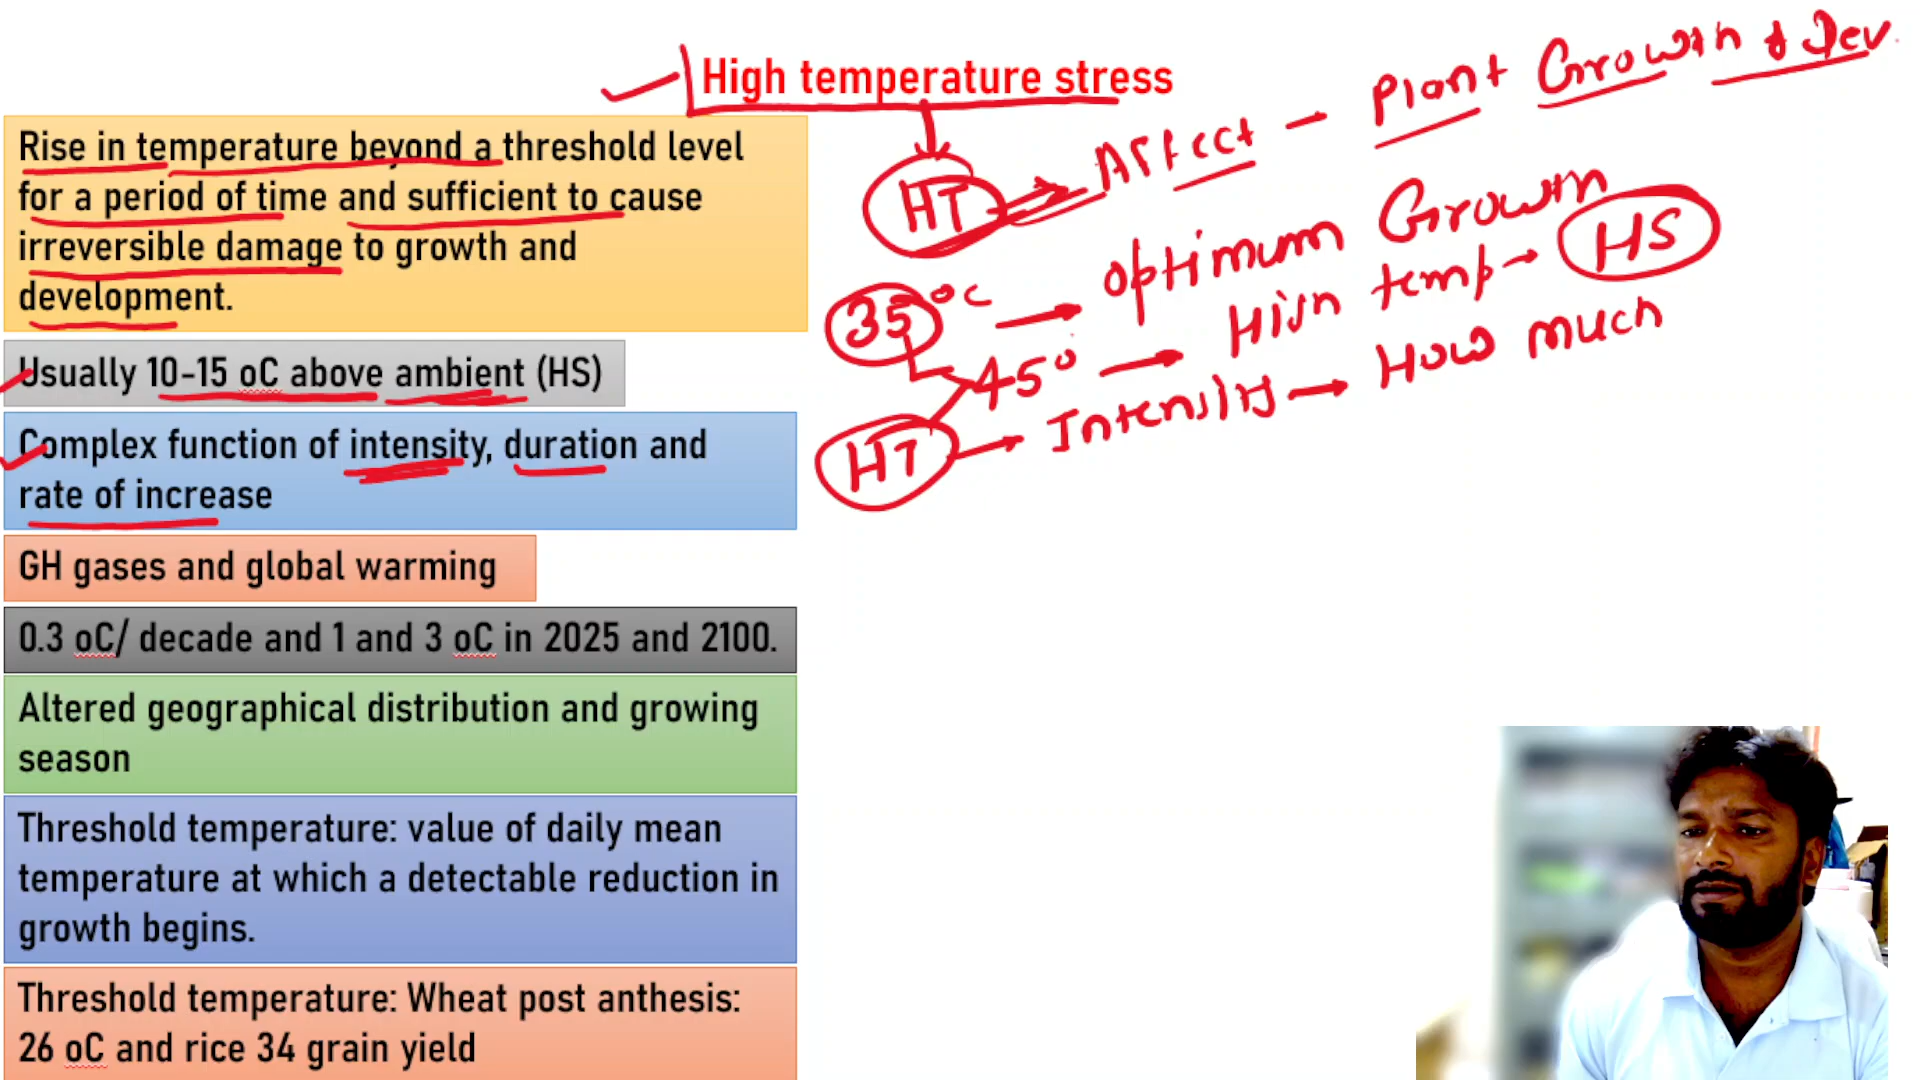 High temperature stress
Rise in temperature beyond a threshold level
for a period of time and sufficient to cause
irreversible damage to growth and
development.
Usually 10-15 oC above ambient (HS)
Complex function of intensity, duration and
rate of increase
GH gases and global warming
0.3 oC/ decade and 1 and 3 oC in 2025 and 2100.
Altered geographical distribution and growing
season
Threshold temperature: value of daily mean
temperature at which a detectable reduction in
growth begins.
Threshold temperature: Wheat post anthesis:
26 oC and rice 34 grain yield
HT → Affect - Plant Growth & Dev.
35°C → Optimum Growth
45° → High temp → HS
HT → Intensity → How much